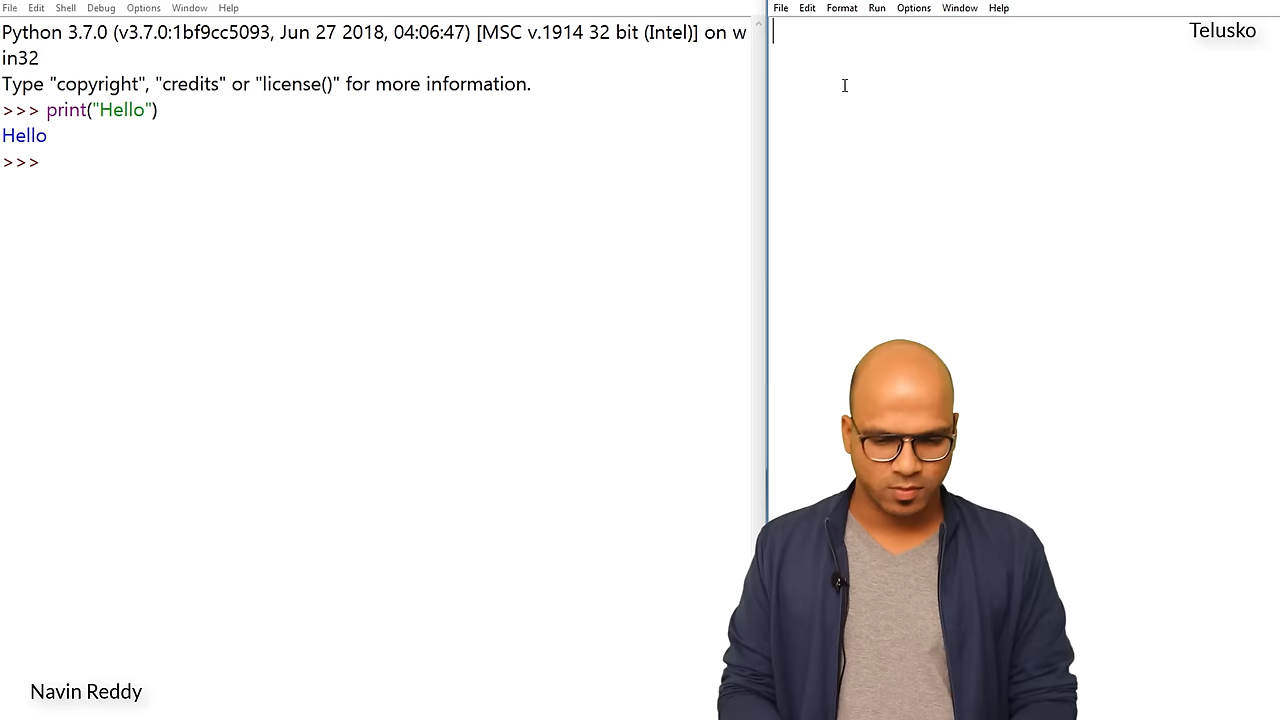 File Edit Shell Debug Options Window Help
Python 3.7.0 (v3.7.0:1bf9cc5093, Jun 27 2018, 04:06:47) [MSC v.1914 32 bit (Intel)] on w
in32
Type "copyright", "credits" or "license()" for more information.
>>> print("Hello")
Hello
>>>
File Edit Format Run Options Window Help
Telusko
Navin Reddy